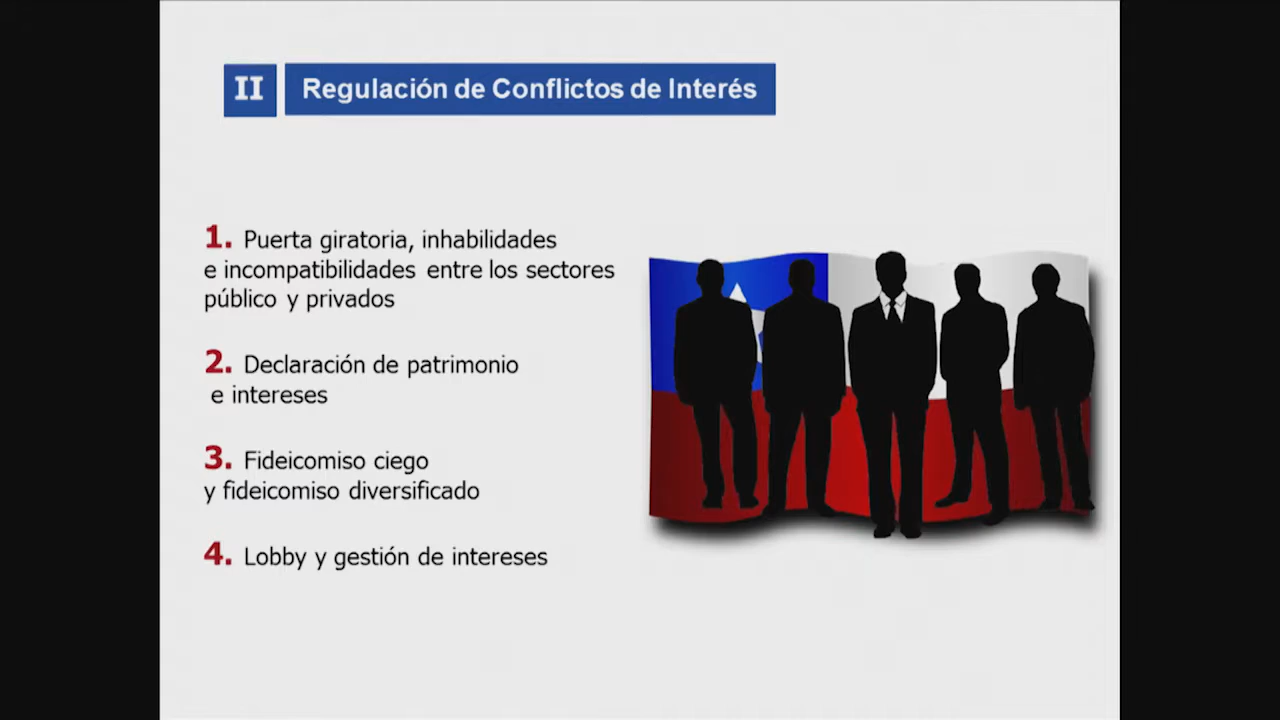 II Regulación de Conflictos de Interés
1. Puerta giratoria, inhabilidades
e incompatibilidades entre los sectores
público y privados
2. Declaración de patrimonio
e intereses
3. Fideicomiso ciego
y fideicomiso diversificado
4. Lobby y gestión de intereses